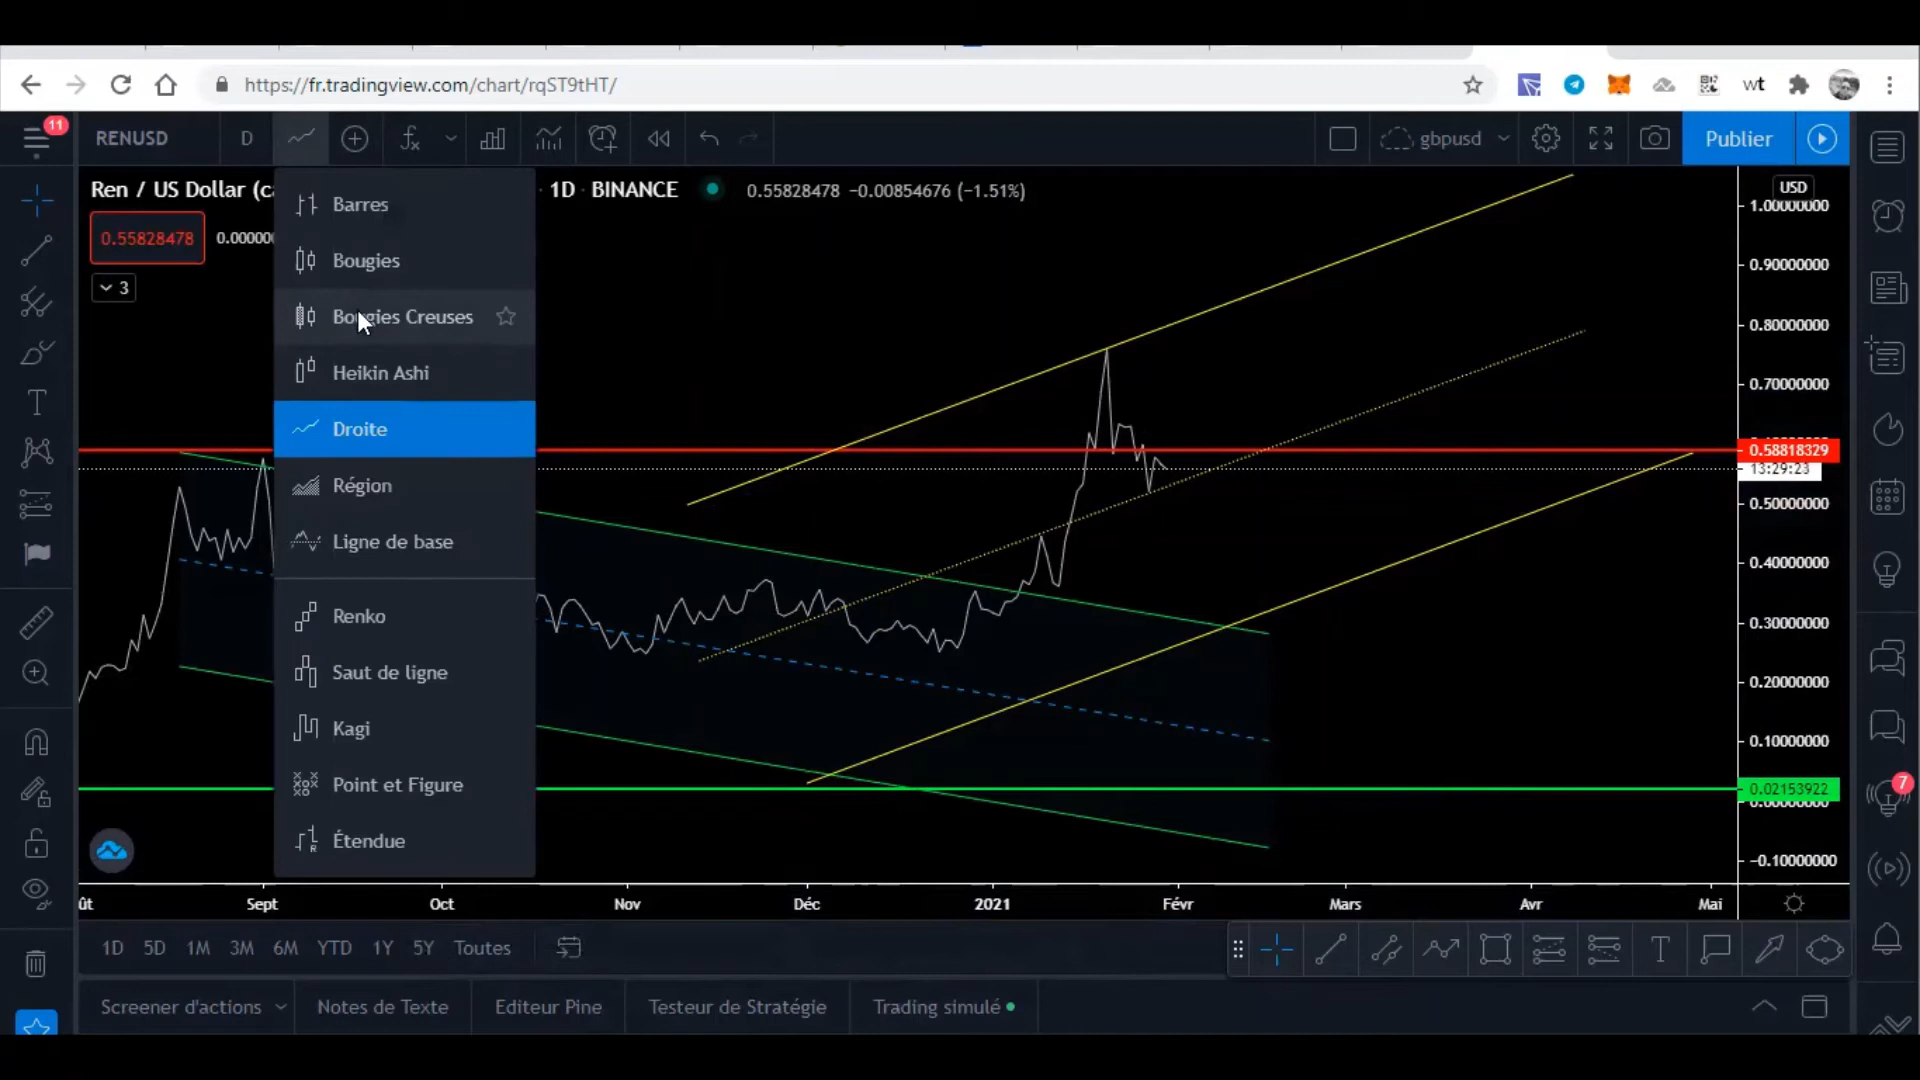 https://fr.tradingview.com/chart/rqST9tHT/
wt
11
RENUSD
D
gbpusd
Publier
Ren / US Dollar (ca
1D
BINANCE
0.55828478 −0.00854676 (−1.51%)
0.55828478
0.00000
3
Barres
Bougies
Bougies Creuses
Heikin Ashi
Droite
Région
Ligne de base
Renko
Saut de ligne
Kagi
Point et Figure
Étendue
USD
1.00000000
0.90000000
0.80000000
0.70000000
0.58818329
13:29:23
0.50000000
0.40000000
0.30000000
0.20000000
0.10000000
0.02153922
0.00000000
−0.10000000
7
ût
Sept
Oct
Nov
Déc
2021
Févr
Mars
Avr
Mai
1D 5D 1M 3M 6M YTD 1Y 5Y Toutes
Screener d'actions
Notes de Texte
Editeur Pine
Testeur de Stratégie
Trading simulé